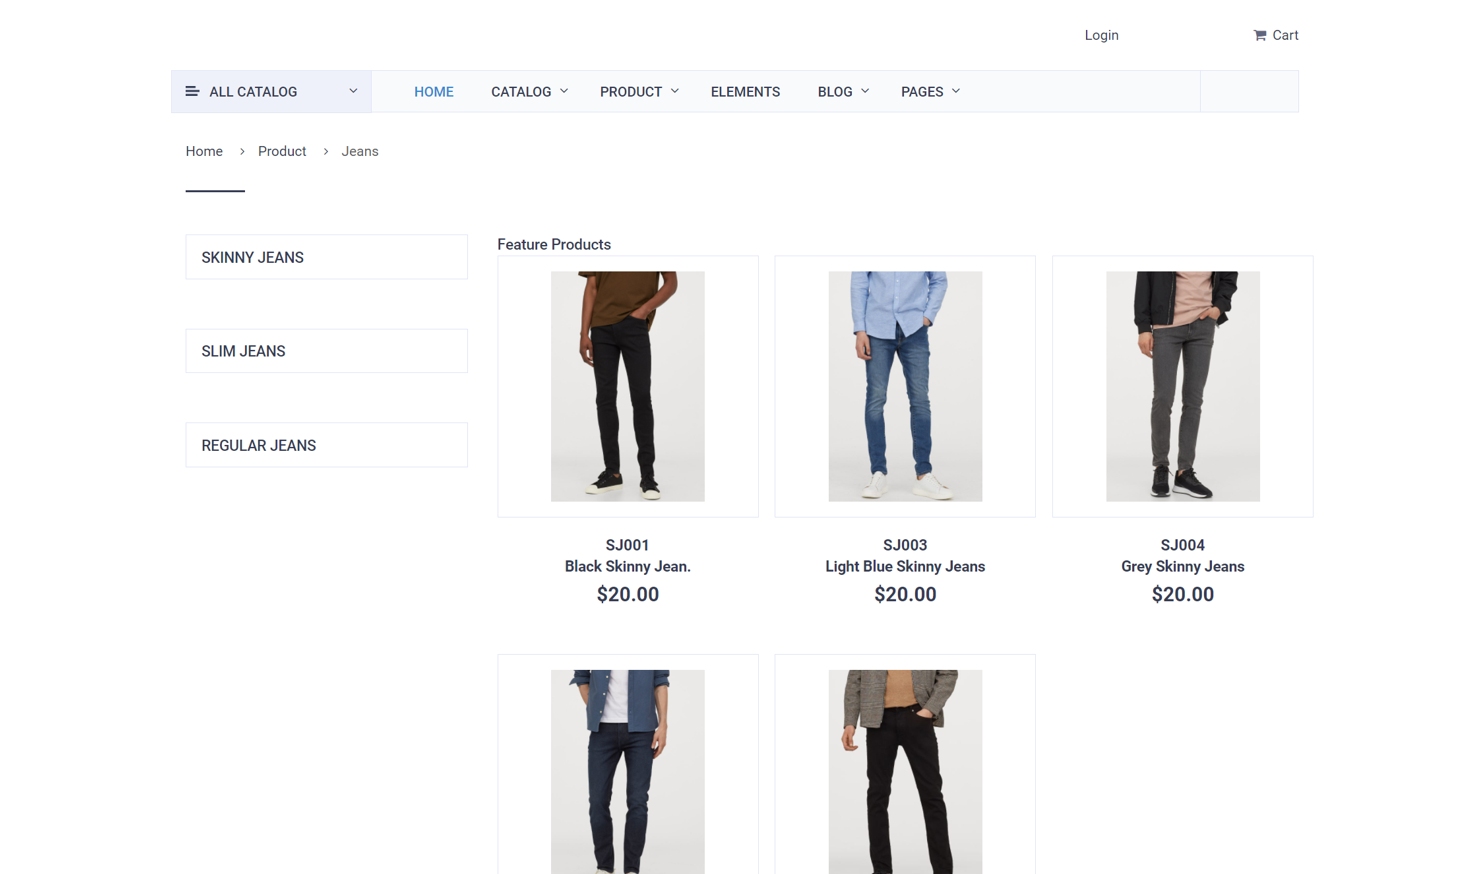 Login
Cart
ALL CATALOG
HOME
CATALOG
PRODUCT
ELEMENTS
BLOG
PAGES
Home > Product > Jeans
SKINNY JEANS
SLIM JEANS
REGULAR JEANS
Feature Products
SJ001
Black Skinny Jean.
$20.00
SJ003
Light Blue Skinny Jeans
$20.00
SJ004
Grey Skinny Jeans
$20.00